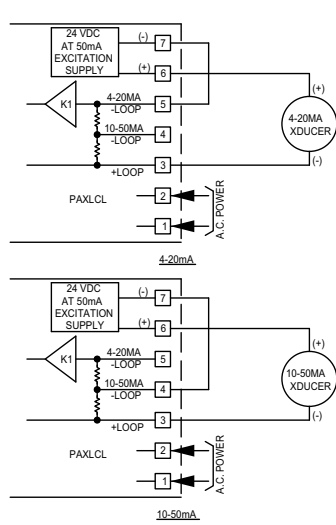 24 VDC
AT 50mA
EXCITATION
SUPPLY
(-)
7
(+)
6
K1
4-20MA
-LOOP
5
10-50MA
-LOOP
4
3
+LOOP
PAXLCL
2
1
A.C. POWER
(+)
4-20MA
XDUCER
(-)
4-20mA
24 VDC
AT 50mA
EXCITATION
SUPPLY
(-)
7
(+)
6
K1
4-20MA
-LOOP
5
10-50MA
-LOOP
4
3
+LOOP
PAXLCL
2
1
A.C. POWER
(+)
10-50MA
XDUCER
(-)
10-50mA